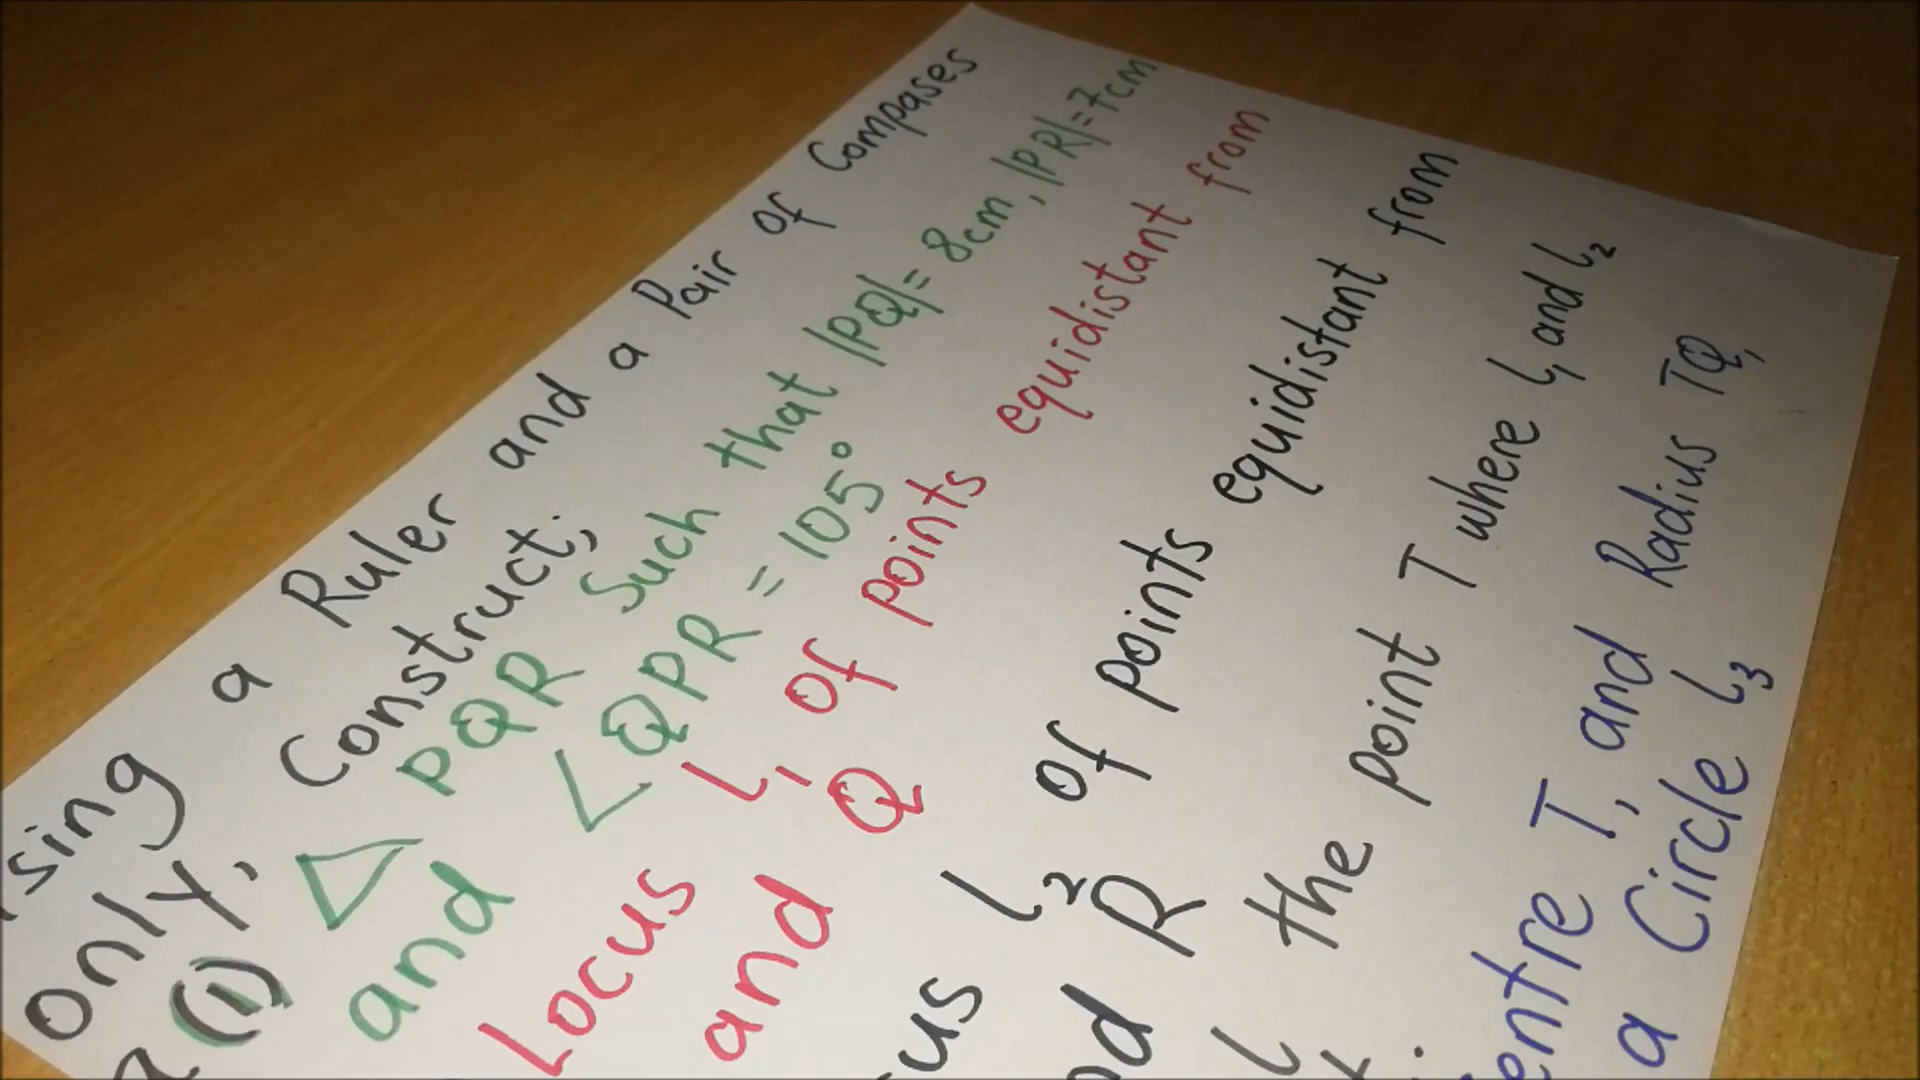 sing a Ruler and a Pair of Compases
only, Construct;
a (i) △ PQR Such that |PQ|= 8cm, |PR|=7cm
and ∠QPR = 105°
Locus l₁ of points equidistant from
and Q
us l₂ of points equidistant from
nd R
l the point T where l₁ and l₂
entre T, and Radius TQ,
a Circle l₃